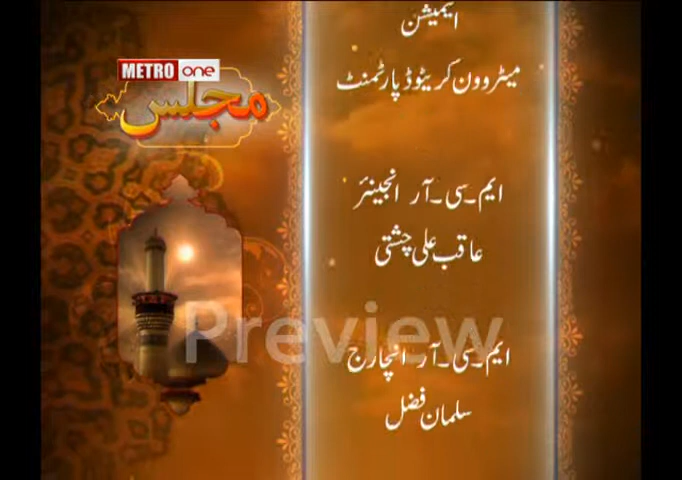 METRO one
مجلس
ایمیشن
میٹرو ون کریٹو ڈپارٹمنٹ
ایم۔سی۔آر انجینئر
عاقب علی چشتی
ایم۔سی۔آر انچارج
سلمان فضل
Preview